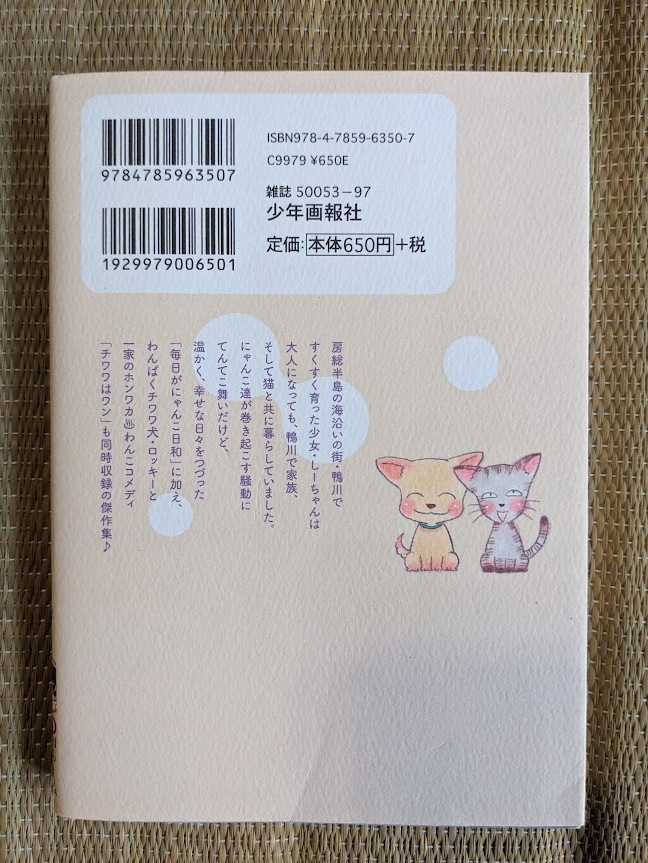 9784785963507
1929979006501
ISBN978-4-7859-6350-7
C9979 ¥650E
雑誌 50053-97
少年画報社
定価:本体650円+税
房総半島の海沿いの街・鴨川で
すくすく育った少女・しーちゃんは
大人になっても、鴨川で家族、
そして猫と共に暮らしていました。
にゃんこ達が巻き起こす騒動に
てんてこ舞いだけど、
温かく、幸せな日々をつづった
「毎日がにゃんこ日和」に加え、
わんぱくチワワ犬・ロッキーと
一家のホンワカ♨わんこコメディ
「チワワはワン」も同時収録の傑作集♪